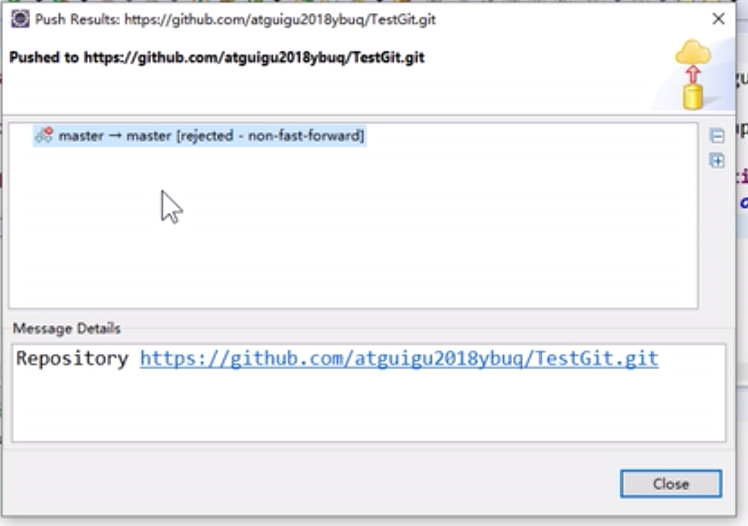 Push Results: https://github.com/atguigu2018ybuq/TestGit.git
Pushed to https://github.com/atguigu2018ybuq/TestGit.git
master → master [rejected - non-fast-forward]
Message Details
Repository https://github.com/atguigu2018ybuq/TestGit.git
Close